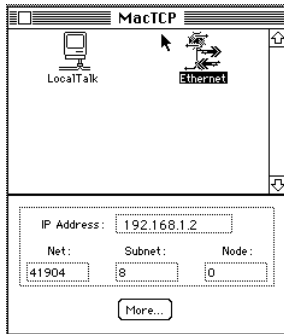 MacTCP
LocalTalk Ethernet
IP Address: 192.168.1.2
Net: Subnet: Node:
41904 8 0
More...